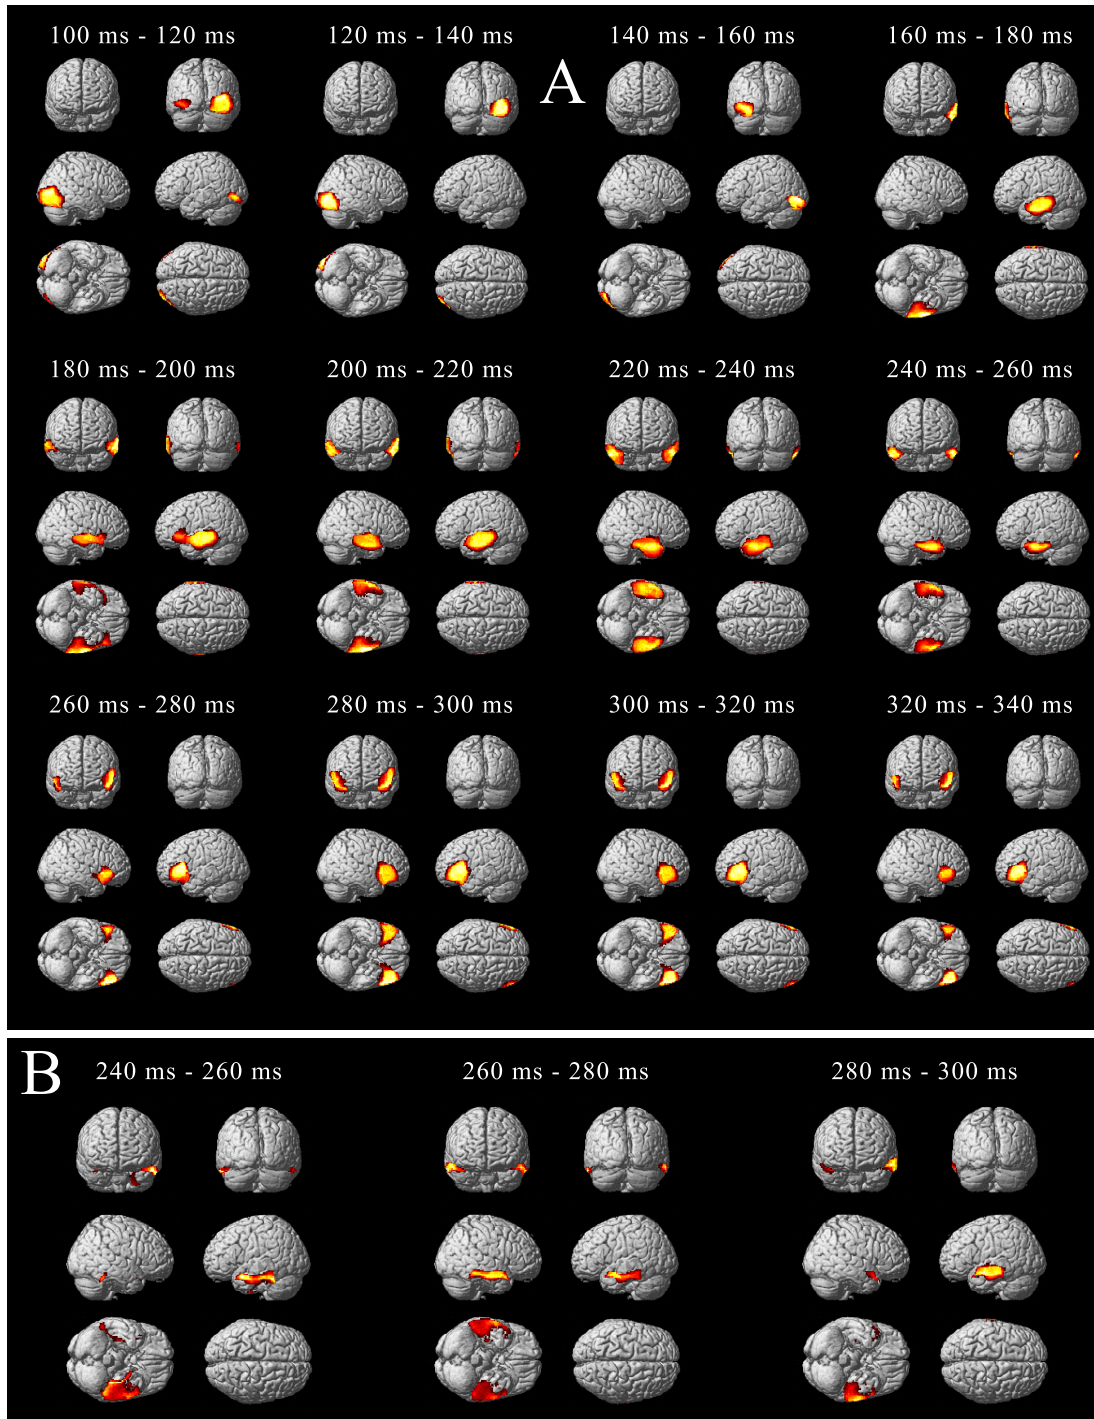 A
100 ms - 120 ms
120 ms - 140 ms
140 ms - 160 ms
160 ms - 180 ms
180 ms - 200 ms
200 ms - 220 ms
220 ms - 240 ms
240 ms - 260 ms
260 ms - 280 ms
280 ms - 300 ms
300 ms - 320 ms
320 ms - 340 ms
B
240 ms - 260 ms
260 ms - 280 ms
280 ms - 300 ms